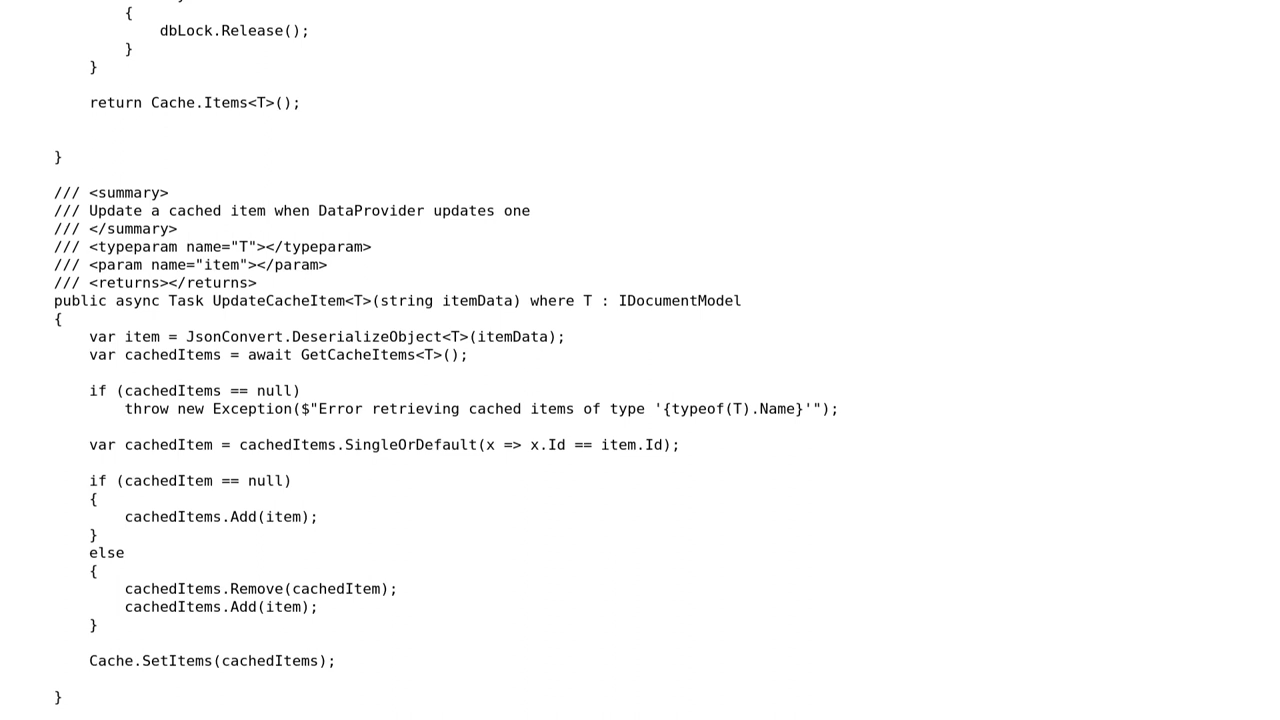 {
dbLock.Release();
}
}
return Cache.Items<T>();
}
/// <summary>
/// Update a cached item when DataProvider updates one
/// </summary>
/// <typeparam name="T"></typeparam>
/// <param name="item"></param>
/// <returns></returns>
public async Task UpdateCacheItem<T>(string itemData) where T : IDocumentModel
{
var item = JsonConvert.DeserializeObject<T>(itemData);
var cachedItems = await GetCacheItems<T>();
if (cachedItems == null)
throw new Exception($"Error retrieving cached items of type '{typeof(T).Name}'");
var cachedItem = cachedItems.SingleOrDefault(x => x.Id == item.Id);
if (cachedItem == null)
{
cachedItems.Add(item);
}
else
{
cachedItems.Remove(cachedItem);
cachedItems.Add(item);
}
Cache.SetItems(cachedItems);
}